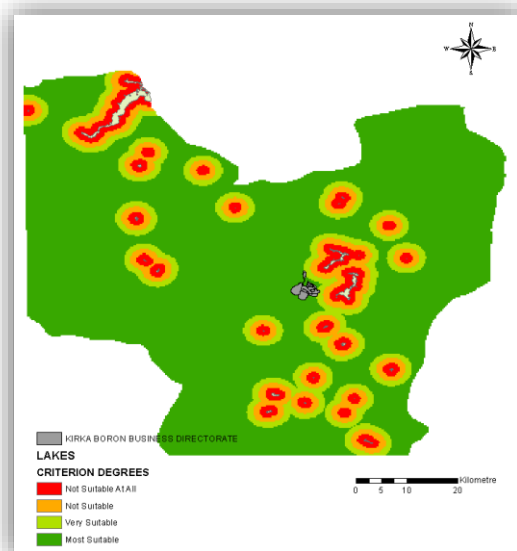 N
W E
S
KIRKA BORON BUSINESS DIRECTORATE
LAKES
CRITERION DEGREES
Not Suitable At All
Not Suitable
Very Suitable
Most Suitable
Kilometre
0 5 10 20